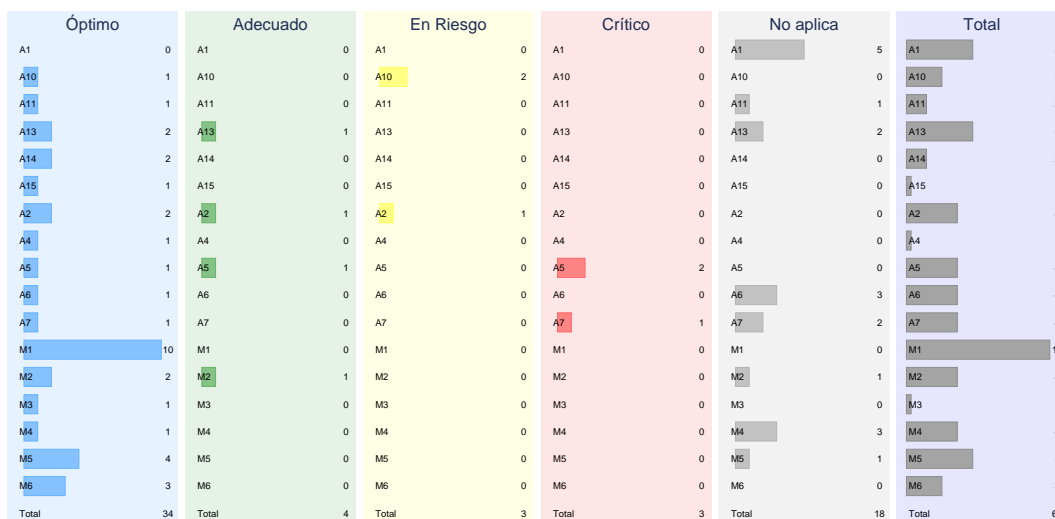 Óptimo Adecuado En Riesgo Crítico No aplica Total
A1 0 A1 0 A1 0 A1 0 A1 5 A1
A10 1 A10 0 A10 2 A10 0 A10 0 A10
A11 1 A11 0 A11 0 A11 0 A11 1 A11
A13 2 A13 1 A13 0 A13 0 A13 2 A13
A14 2 A14 0 A14 0 A14 0 A14 0 A14
A15 1 A15 0 A15 0 A15 0 A15 0 A15
A2 2 A2 1 A2 1 A2 0 A2 0 A2
A4 1 A4 0 A4 0 A4 0 A4 0 A4
A5 1 A5 1 A5 0 A5 2 A5 0 A5
A6 1 A6 0 A6 0 A6 0 A6 3 A6
A7 1 A7 0 A7 0 A7 1 A7 2 A7
M1 10 M1 0 M1 0 M1 0 M1 0 M1
M2 2 M2 1 M2 0 M2 0 M2 1 M2
M3 1 M3 0 M3 0 M3 0 M3 0 M3
M4 1 M4 0 M4 0 M4 0 M4 3 M4
M5 4 M5 0 M5 0 M5 0 M5 1 M5
M6 3 M6 0 M6 0 M6 0 M6 0 M6
Total 34 Total 4 Total 3 Total 3 Total 18 Total